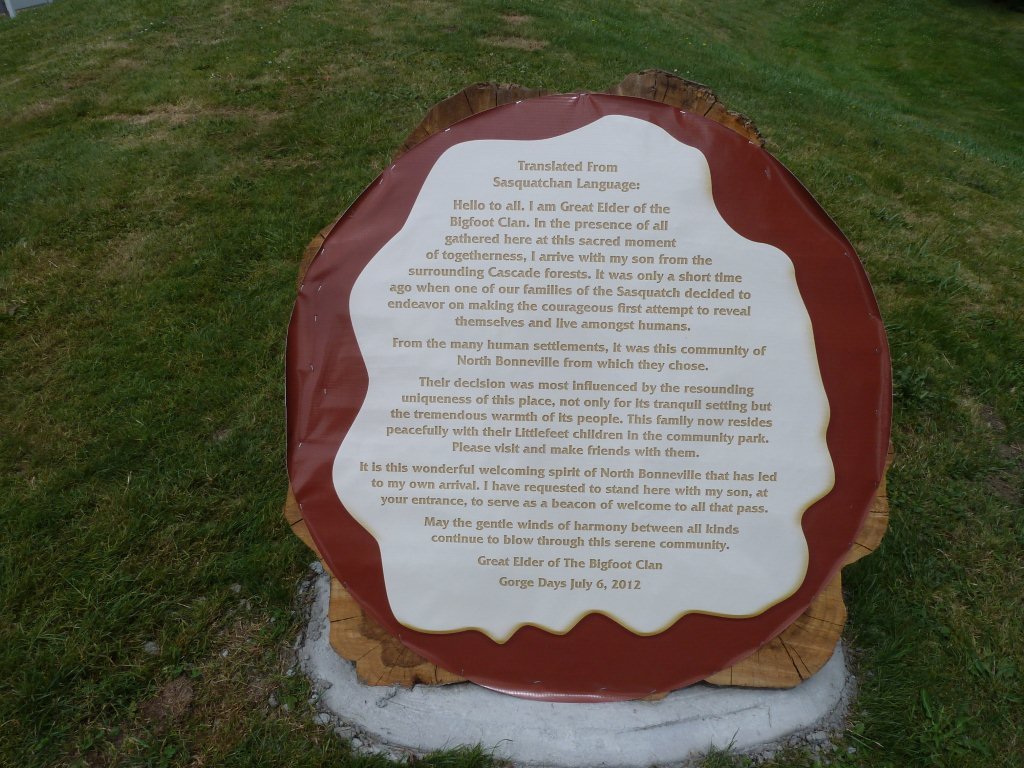 Translated From
Sasquatchan Language:
Hello to all. I am Great Elder of the
Bigfoot Clan. In the presence of all
gathered here at this sacred moment
of togetherness, I arrive with my son from the
surrounding Cascade forests. It was only a short time
ago when one of our families of the Sasquatch decided to
endeavor on making the courageous first attempt to reveal
themselves and live amongst humans.
From the many human settlements, it was this community of
North Bonneville from which they chose.
Their decision was most influenced by the resounding
uniqueness of this place, not only for its tranquil setting but
the tremendous warmth of its people. This family now resides
peacefully with their Littlefeet children in the community park.
Please visit and make friends with them.
It is this wonderful welcoming spirit of North Bonneville that has led
to my own arrival. I have requested to stand here with my son, at
your entrance, to serve as a beacon of welcome to all that pass.
May the gentle winds of harmony between all kinds
continue to blow through this serene community.
Great Elder of The Bigfoot Clan
Gorge Days July 6, 2012